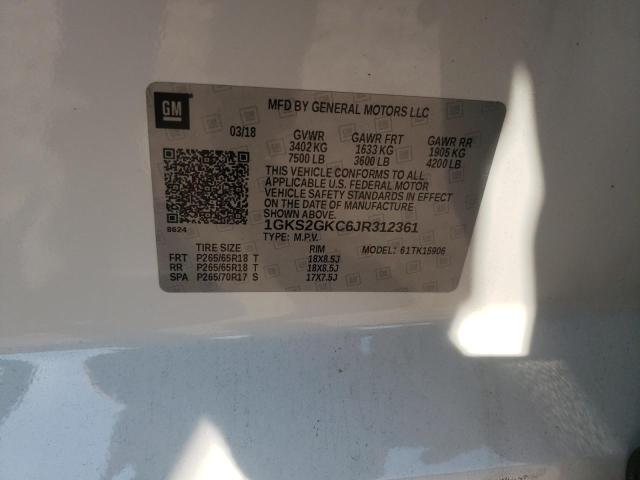 GM
MFD BY GENERAL MOTORS LLC
03/18 GVWR GAWR FRT GAWR RR
3402 KG 1633 KG 1905 KG
7500 LB 3600 LB 4200 LB
THIS VEHICLE CONFORMS TO ALL
APPLICABLE U.S. FEDERAL MOTOR
VEHICLE SAFETY STANDARDS IN EFFECT
ON THE DATE OF MANUFACTURE
SHOWN ABOVE.
8624
1GKS2GKC6JR312361
TYPE: M.P.V. MODEL: 61TK15906
TIRE SIZE RIM
FRT P265/65R18 T 18X8.5J
RR P265/65R18 T 18X8.5J
SPA P265/70R17 S 17X7.5J